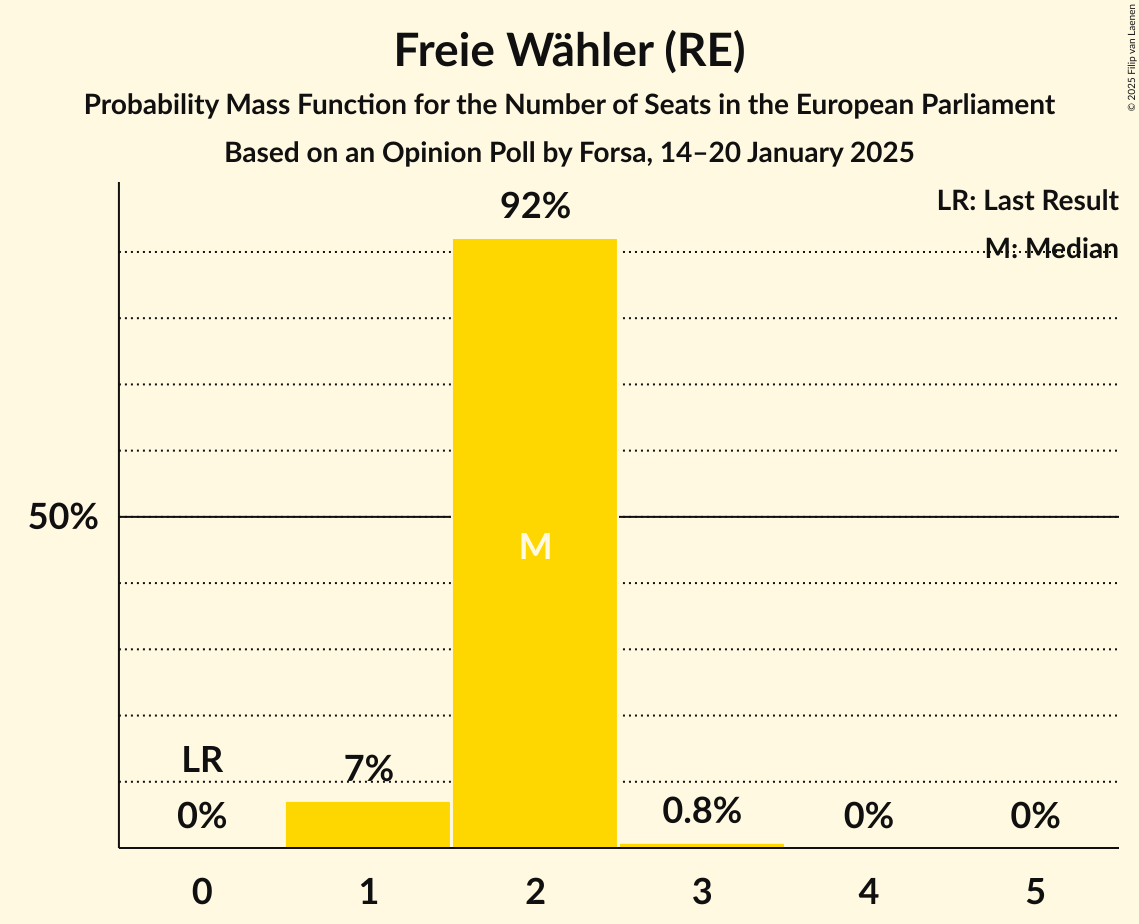 Freie Wähler (RE)
Probability Mass Function for the Number of Seats in the European Parliament
Based on an Opinion Poll by Forsa, 14–20 January 2025
© 2025 Filip van Laenen
LR: Last Result
M: Median
92%
50%
M
LR
7%
0%
0.8%
0%
0%
0 1 2 3 4 5